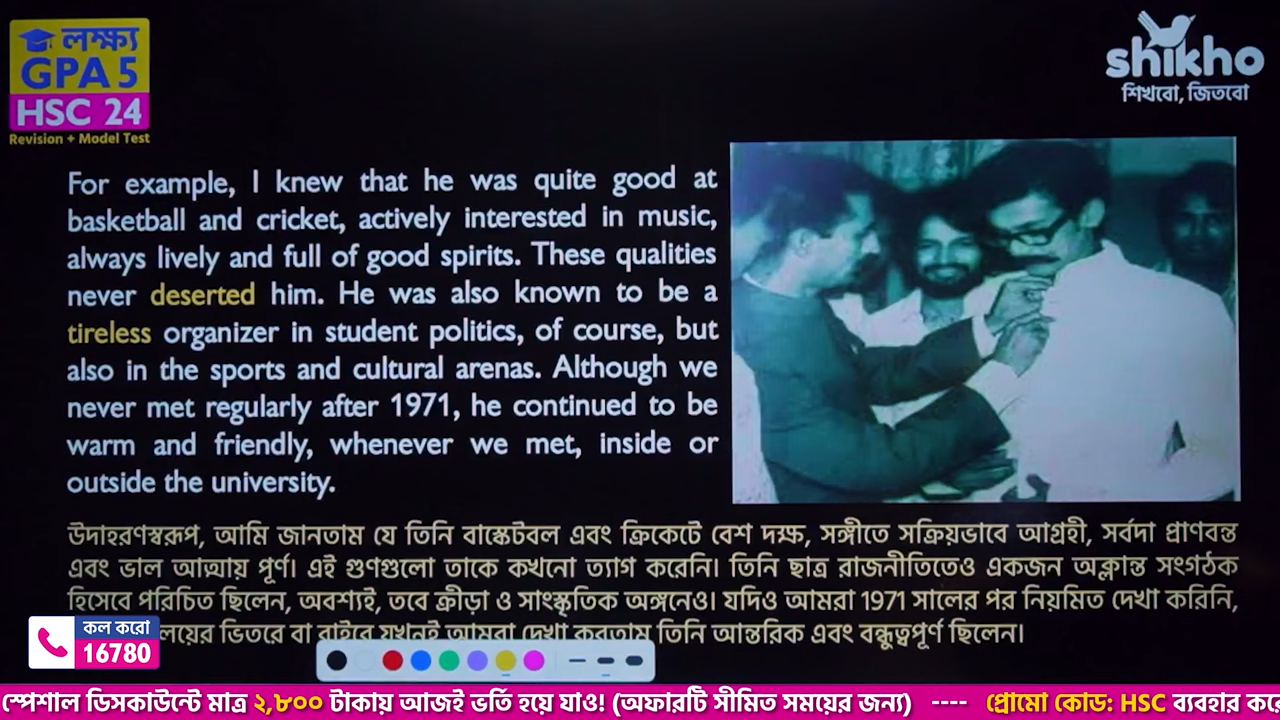 লক্ষ্য
GPA 5
HSC 24
Revision + Model Test
shikho
শিখবো, জিতবো
For example, I knew that he was quite good at
basketball and cricket, actively interested in music,
always lively and full of good spirits. These qualities
never deserted him. He was also known to be a
tireless organizer in student politics, of course, but
also in the sports and cultural arenas. Although we
never met regularly after 1971, he continued to be
warm and friendly, whenever we met, inside or
outside the university.
উদাহরণস্বরূপ, আমি জানতাম যে তিনি বাস্কেটবল এবং ক্রিকেটে বেশ দক্ষ, সঙ্গীতে সক্রিয়ভাবে আগ্রহী, সর্বদা প্রাণবন্ত
এবং ভাল আত্মায় পূর্ণ। এই গুণগুলো তাকে কখনো ত্যাগ করেনি। তিনি ছাত্র রাজনীতিতেও একজন অক্লান্ত সংগঠক
হিসেবে পরিচিত ছিলেন, অবশ্যই, তবে ক্রীড়া ও সাংস্কৃতিক অঙ্গনেও। যদিও আমরা 1971 সালের পর নিয়মিত দেখা করিনি,
লয়ের ভিতরে বা বাইরে যখনই আমরা দেখা করতাম তিনি আন্তরিক এবং বন্ধুত্বপূর্ণ ছিলেন।
কল করো
16780
স্পেশাল ডিসকাউন্টে মাত্র ২,৮০০ টাকায় আজই ভর্তি হয়ে যাও! (অফারটি সীমিত সময়ের জন্য) ---- প্রোমো কোড: HSC ব্যবহার করে